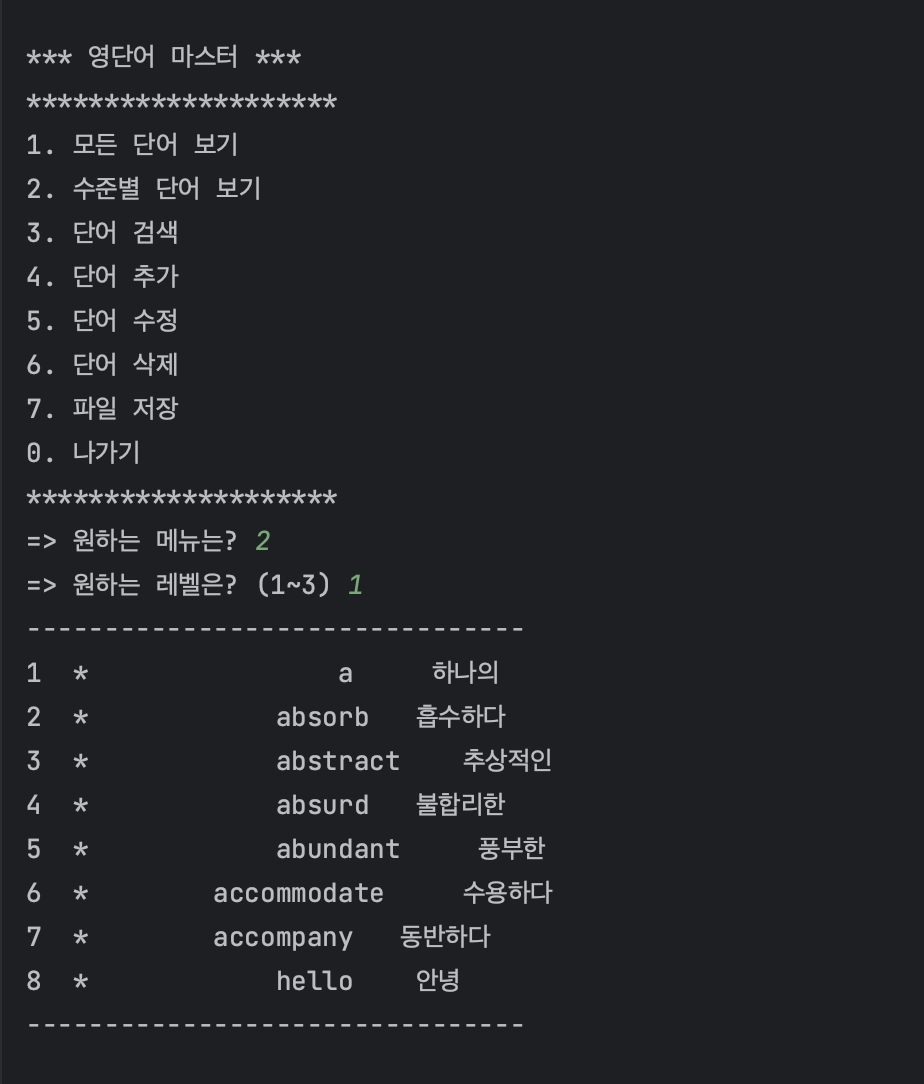 *** 영단어 마스터 ***
********************
1. 모든 단어 보기
2. 수준별 단어 보기
3. 단어 검색
4. 단어 추가
5. 단어 수정
6. 단어 삭제
7. 파일 저장
0. 나가기
********************
=> 원하는 메뉴는? 2
=> 원하는 레벨은? (1~3) 1
--------------------------------
1  *                a     하나의
2  *            absorb   흡수하다
3  *            abstract    추상적인
4  *            absurd   불합리한
5  *            abundant     풍부한
6  *        accommodate     수용하다
7  *        accompany   동반하다
8  *            hello    안녕
--------------------------------